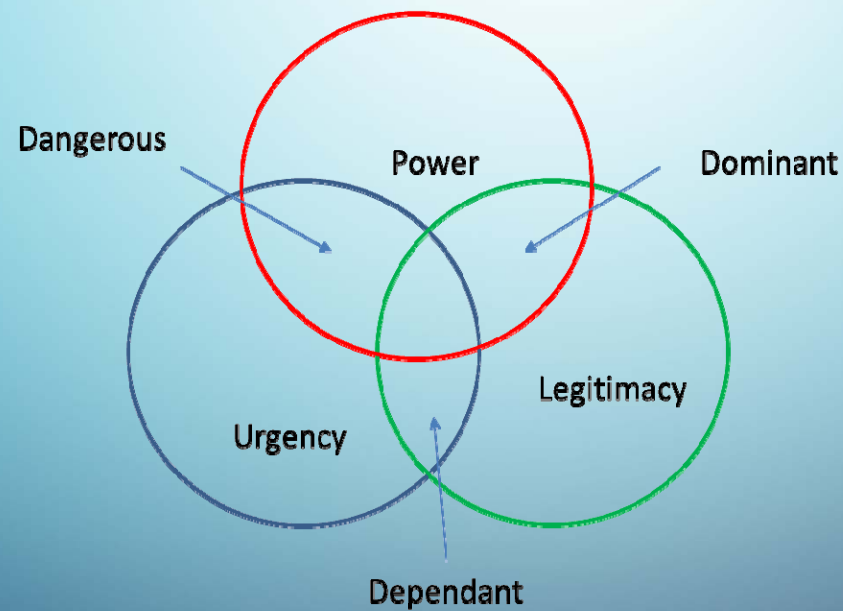 Dangerous
Power
Dominant
Legitimacy
Urgency
Dependant